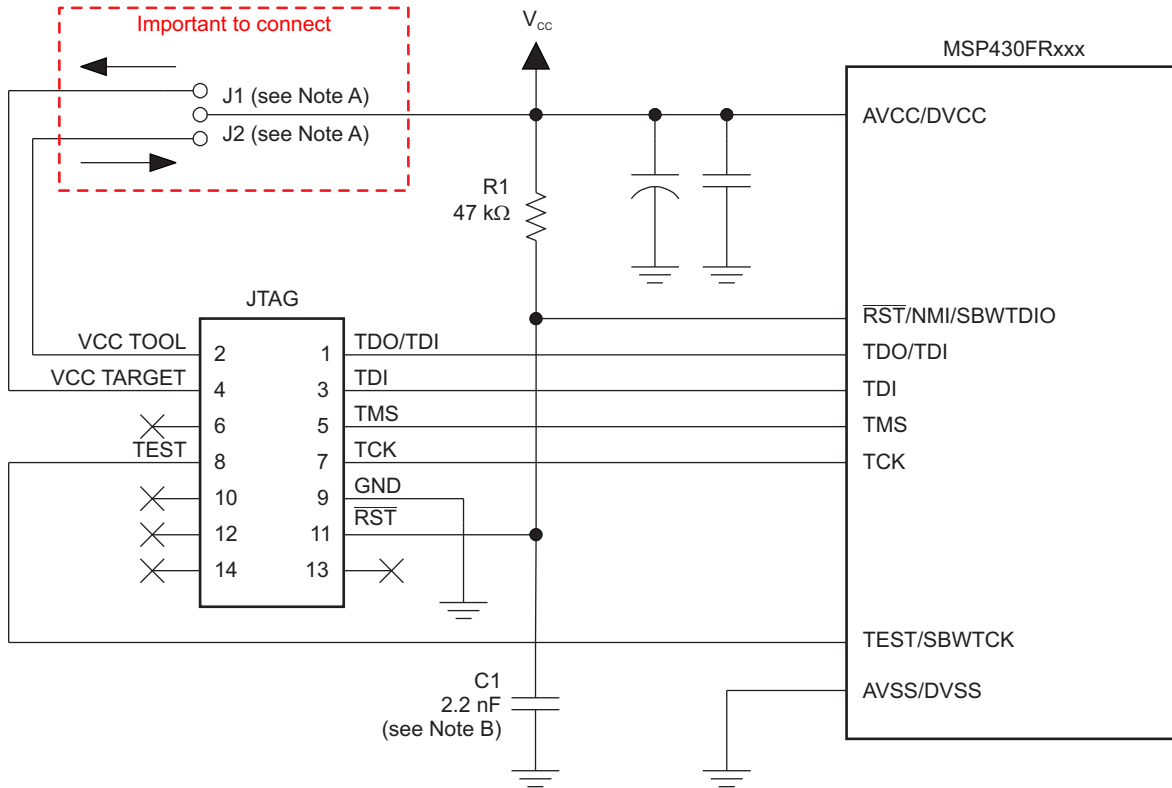 Important to connect
J1 (see Note A)
J2 (see Note A)
VCC
MSP430FRxxx
AVCC/DVCC
R1
47 kΩ
JTAG
VCC TOOL
2
1
TDO/TDI
VCC TARGET
4
3
TDI
6
5
TMS
TEST
8
7
TCK
10
9
GND
12
11
R̅S̅T̅
14
13
R̅S̅T̅/NMI/SBWTDIO
TDO/TDI
TDI
TMS
TCK
TEST/SBWTCK
AVSS/DVSS
C1
2.2 nF
(see Note B)